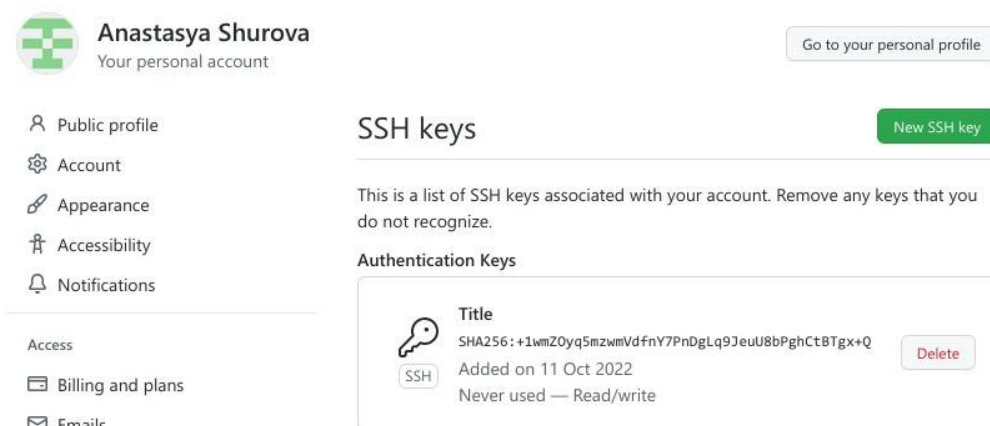 Anastasya Shurova
Your personal account
Go to your personal profile
Public profile
Account
Appearance
Accessibility
Notifications
Access
Billing and plans
Emails
SSH keys
New SSH key
This is a list of SSH keys associated with your account. Remove any keys that you
do not recognize.
Authentication Keys
Title
SHA256:+1wmZOyq5mzwmVdfnY7PnDgLq9JeuU8bPghCtBTgx+Q
SSH
Added on 11 Oct 2022
Never used — Read/write
Delete